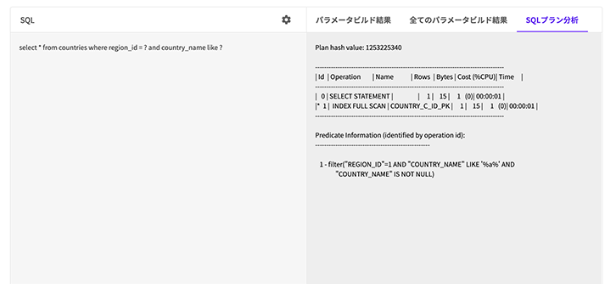 SQL
パラメータビルド結果 全てのパラメータビルド結果 SQLプラン分析
select * from countries where region_id = ? and country_name like ?
Plan hash value: 1253225340
--------------------------------------------------------------------------------
| Id | Operation | Name | Rows | Bytes | Cost (%CPU)| Time |
--------------------------------------------------------------------------------
| 0 | SELECT STATEMENT | | 1 | 15 | 1 (0)| 00:00:01 |
|* 1 | INDEX FULL SCAN | COUNTRY_C_ID_PK | 1 | 15 | 1 (0)| 00:00:01 |
--------------------------------------------------------------------------------
Predicate Information (identified by operation id):
---------------------------------------------------
1 - filter("REGION_ID"=1 AND "COUNTRY_NAME" LIKE '%a%' AND
"COUNTRY_NAME" IS NOT NULL)